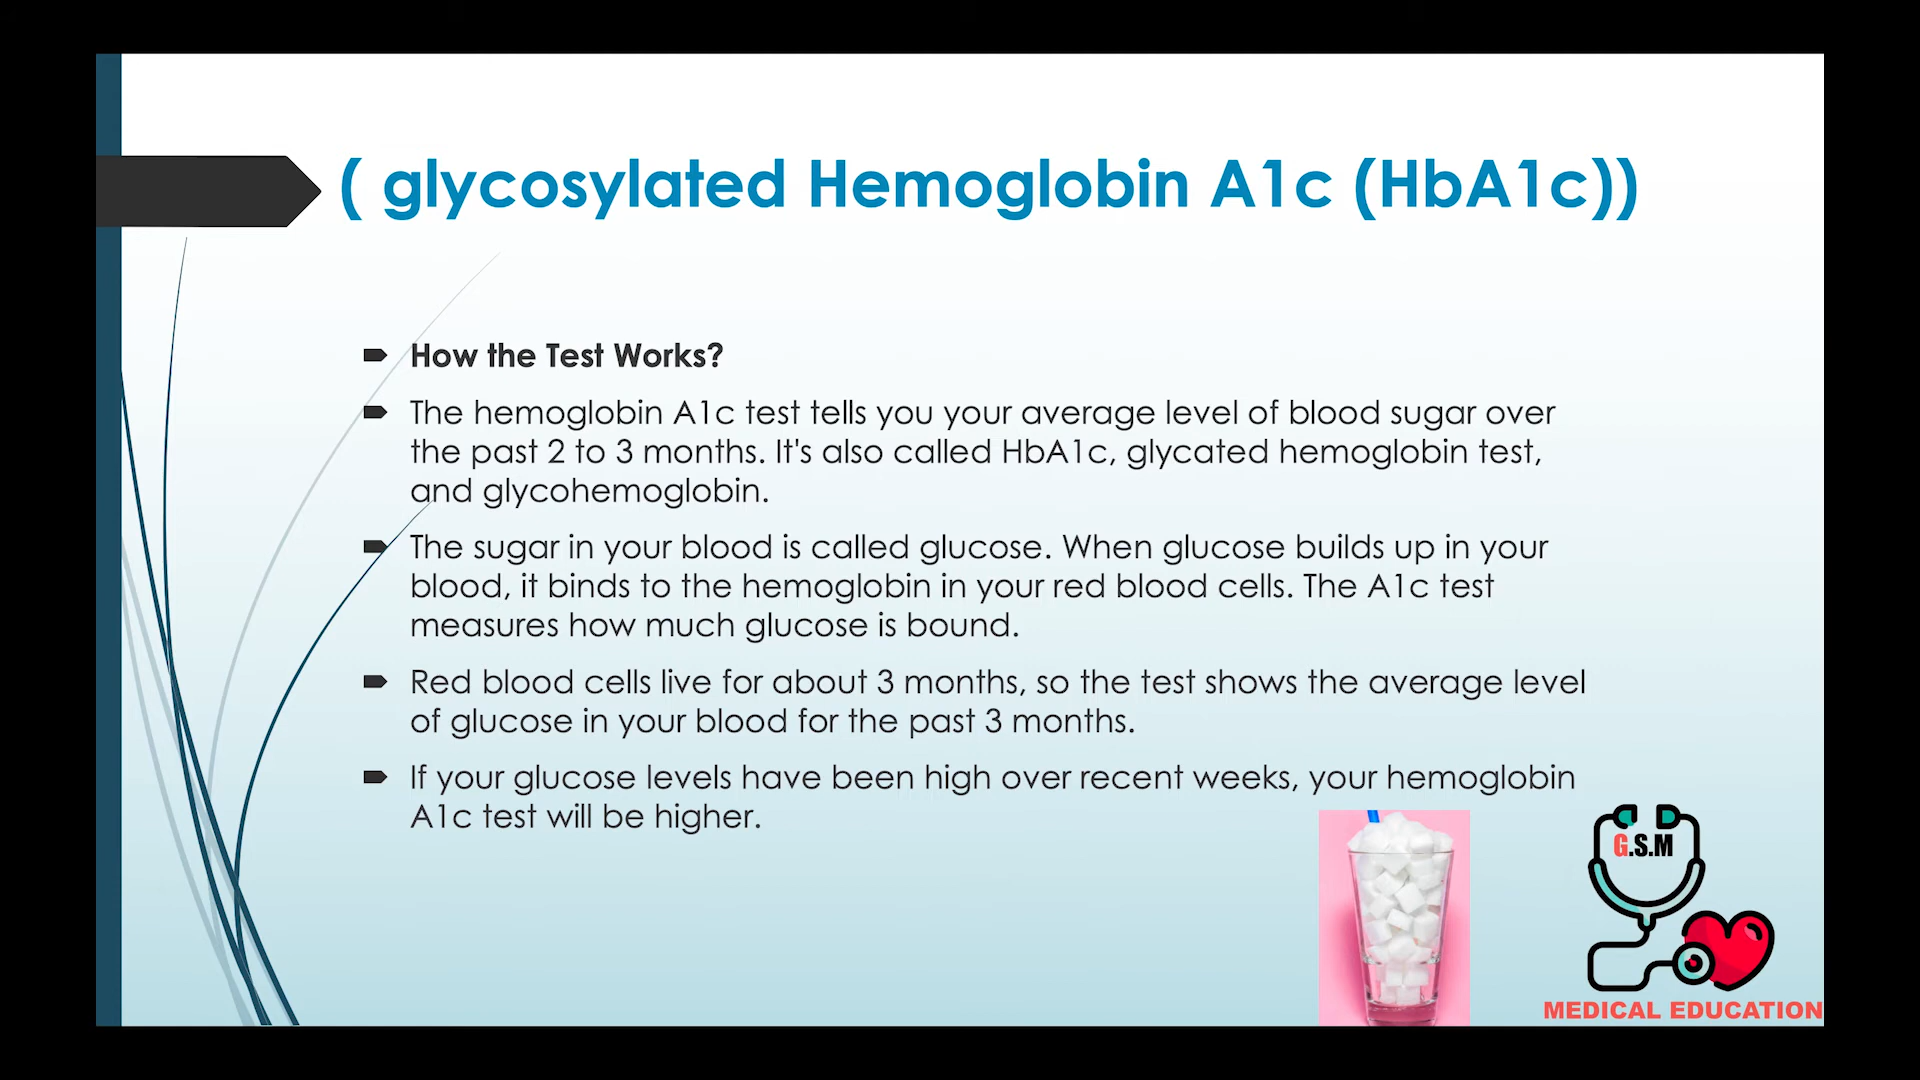 ( glycosylated Hemoglobin A1c (HbA1c))
How the Test Works?
The hemoglobin A1c test tells you your average level of blood sugar over
the past 2 to 3 months. It's also called HbA1c, glycated hemoglobin test,
and glycohemoglobin.
The sugar in your blood is called glucose. When glucose builds up in your
blood, it binds to the hemoglobin in your red blood cells. The A1c test
measures how much glucose is bound.
Red blood cells live for about 3 months, so the test shows the average level
of glucose in your blood for the past 3 months.
If your glucose levels have been high over recent weeks, your hemoglobin
A1c test will be higher.
G.S.M
MEDICAL EDUCATION